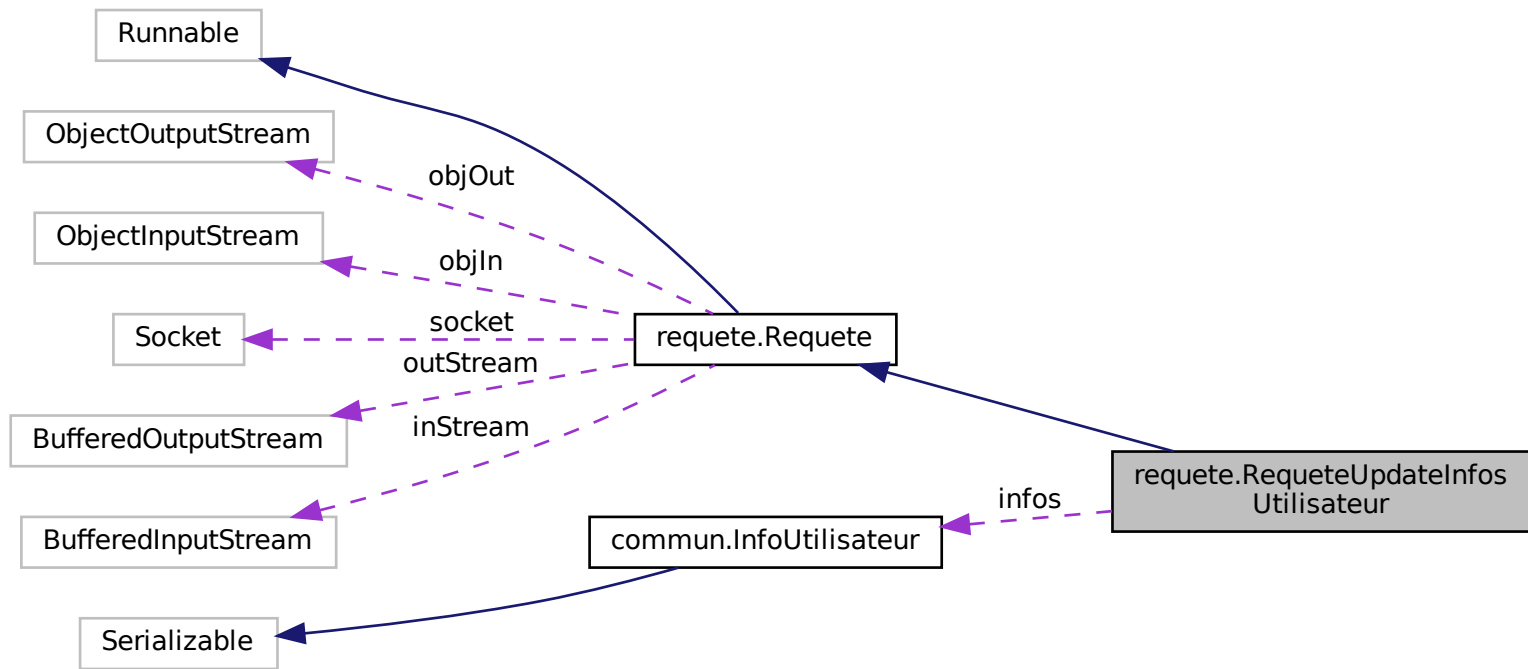 Runnable
ObjectOutputStream
objOut
ObjectInputStream
objIn
Socket
socket
requete.Requete
outStream
BufferedOutputStream
inStream
requete.RequeteUpdateInfos
Utilisateur
infos
BufferedInputStream
commun.InfoUtilisateur
Serializable